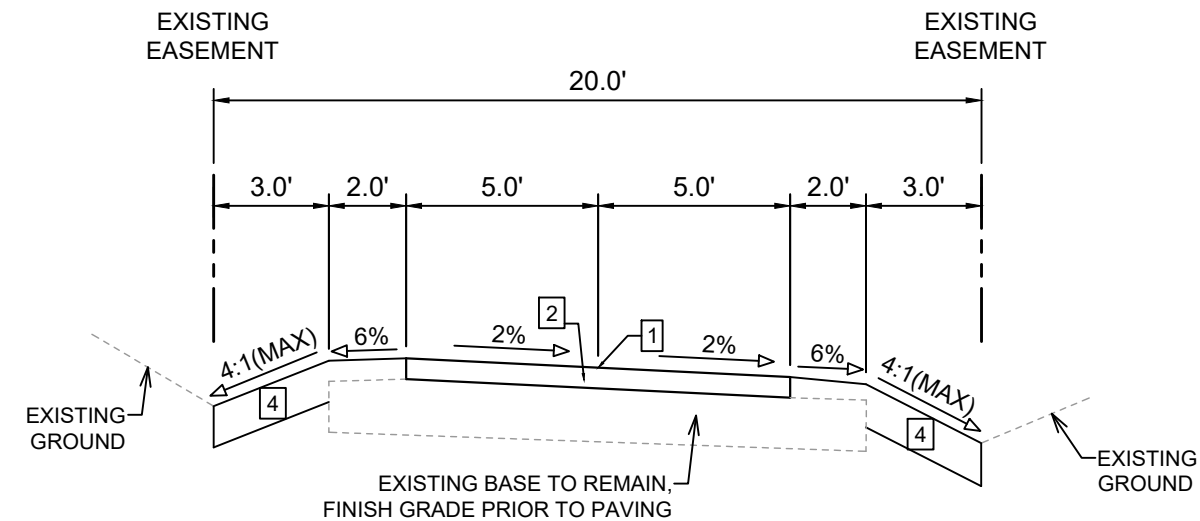 EXISTING
EASEMENT
EXISTING
EASEMENT
20.0'
3.0'
2.0'
5.0'
5.0'
2.0'
3.0'
4:1(MAX)
6%
2%
2
1
2%
6%
4:1(MAX)
4
4
EXISTING
GROUND
EXISTING BASE TO REMAIN,
FINISH GRADE PRIOR TO PAVING
EXISTING
GROUND